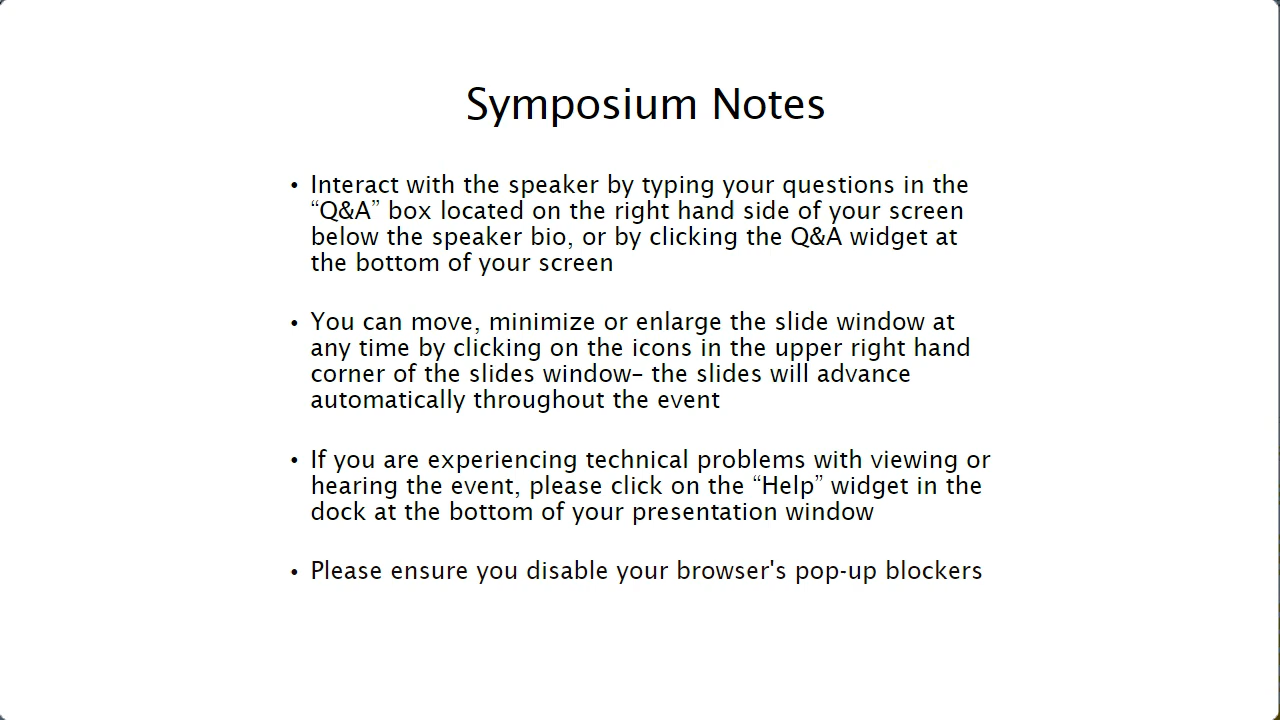 Symposium Notes
• Interact with the speaker by typing your questions in the
“Q&A” box located on the right hand side of your screen
below the speaker bio, or by clicking the Q&A widget at
the bottom of your screen
• You can move, minimize or enlarge the slide window at
any time by clicking on the icons in the upper right hand
corner of the slides window– the slides will advance
automatically throughout the event
• If you are experiencing technical problems with viewing or
hearing the event, please click on the “Help” widget in the
dock at the bottom of your presentation window
• Please ensure you disable your browser's pop-up blockers